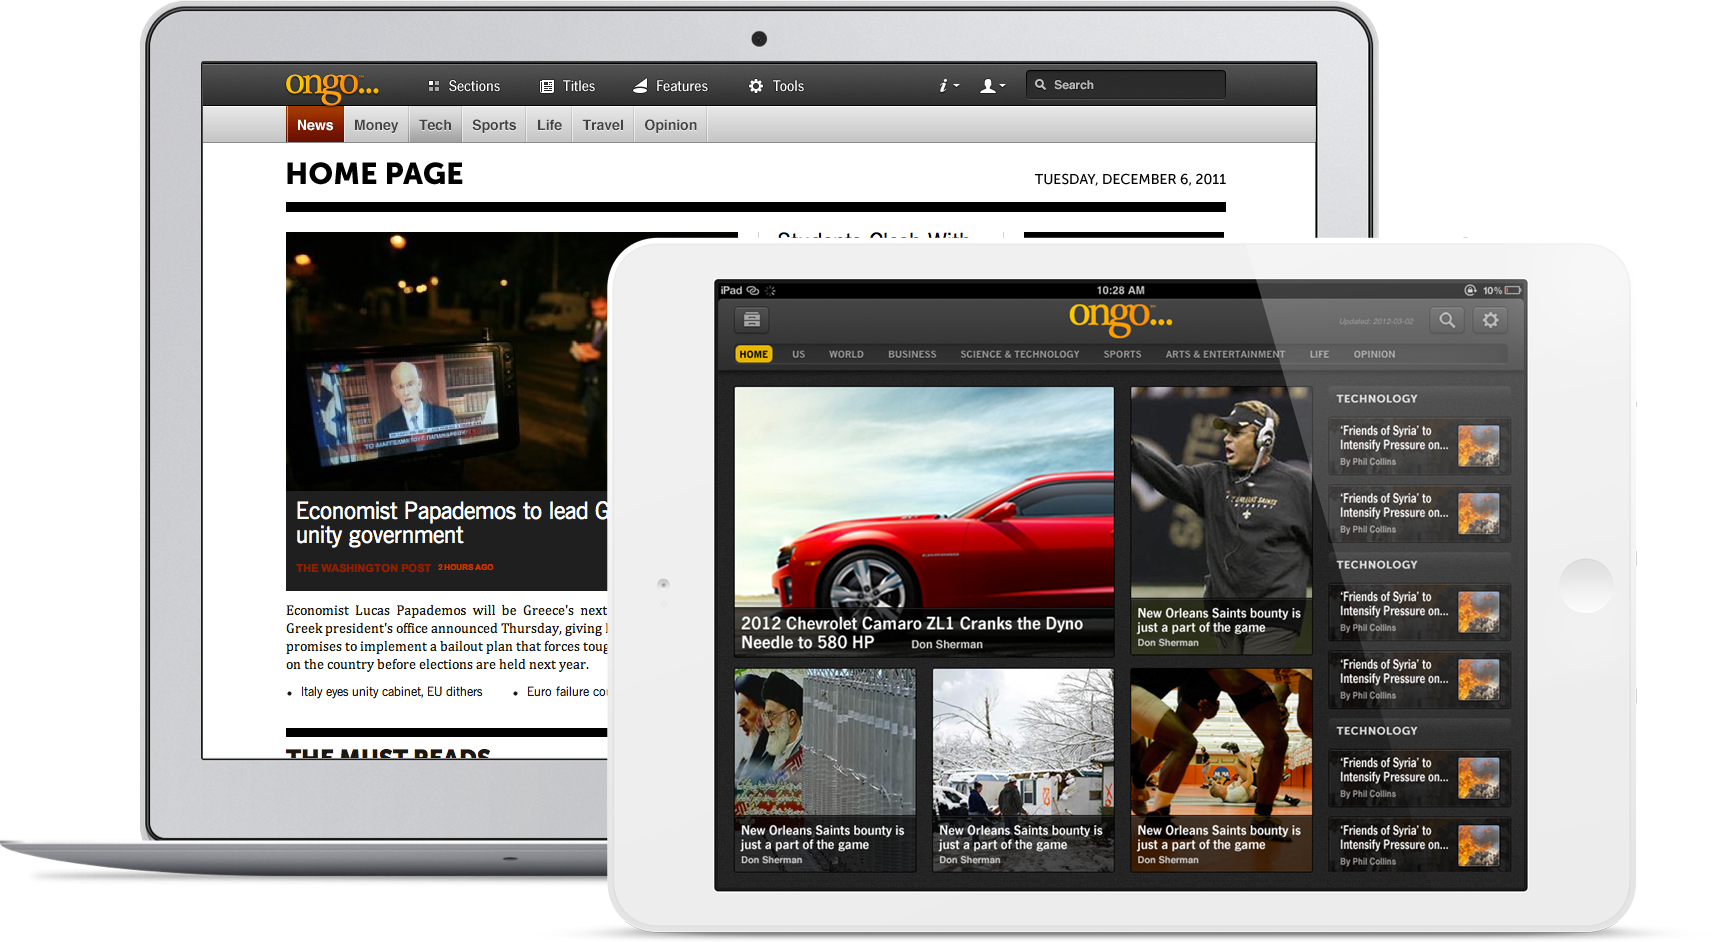 ongo...
Sections
Titles
Features
Tools
i
Search
News
Money
Tech
Sports
Life
Travel
Opinion
HOME PAGE
TUESDAY, DECEMBER 6, 2011
Students Clash With
Economist Papademos to lead G
unity government
THE WASHINGTON POST 2 HOURS AGO
Economist Lucas Papademos will be Greece's next
Greek president's office announced Thursday, giving
promises to implement a bailout plan that forces toug
on the country before elections are held next year.
• Italy eyes unity cabinet, EU dithers
• Euro failure cou
THE MUST READS
iPad
10:28 AM
10%
ongo...™
Updated: 2012-03-02
HOME
US
WORLD
BUSINESS
SCIENCE & TECHNOLOGY
SPORTS
ARTS & ENTERTAINMENT
LIFE
OPINION
CAMARO
2012 Chevrolet Camaro ZL1 Cranks the Dyno
Needle to 580 HP Don Sherman
NEW ORLEANS SAINTS
New Orleans Saints bounty is
just a part of the game
Don Sherman
New Orleans Saints bounty is
just a part of the game
Don Sherman
New Orleans Saints bounty is
just a part of the game
Don Sherman
New Orleans Saints bounty is
just a part of the game
Don Sherman
TECHNOLOGY
'Friends of Syria' to
Intensify Pressure on...
By Phil Collins
'Friends of Syria' to
Intensify Pressure on...
By Phil Collins
TECHNOLOGY
'Friends of Syria' to
Intensify Pressure on...
By Phil Collins
'Friends of Syria' to
Intensify Pressure on...
By Phil Collins
TECHNOLOGY
'Friends of Syria' to
Intensify Pressure on...
By Phil Collins
'Friends of Syria' to
Intensify Pressure on...
By Phil Collins